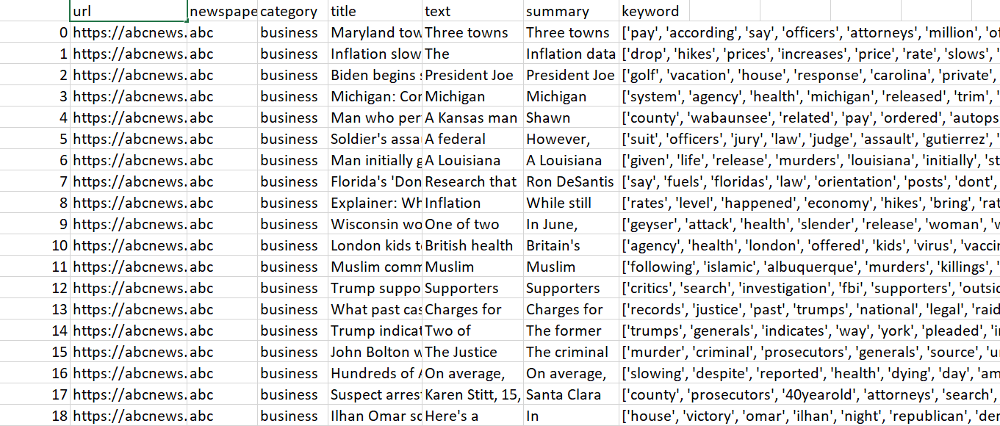 url newspape category title text summary keyword
0 https://abcnews. abc business Maryland tow Three towns Three towns ['pay', 'according', 'say', 'officers', 'attorneys', 'million', 'of
1 https://abcnews. abc business Inflation slow The Inflation data ['drop', 'hikes', 'prices', 'increases', 'price', 'rate', 'slows', '
2 https://abcnews. abc business Biden begins s President Joe President Joe ['golf', 'vacation', 'house', 'response', 'carolina', 'private',
3 https://abcnews. abc business Michigan: Cor Michigan Michigan ['system', 'agency', 'health', 'michigan', 'released', 'trim', '
4 https://abcnews. abc business Man who per A Kansas man Shawn ['county', 'wabaunsee', 'related', 'pay', 'ordered', 'autops
5 https://abcnews. abc business Soldier's assa A federal However, ['suit', 'officers', 'jury', 'law', 'judge', 'assault', 'gutierrez', '
6 https://abcnews. abc business Man initially g A Louisiana A Louisiana ['given', 'life', 'release', 'murders', 'louisiana', 'initially', 'st
7 https://abcnews. abc business Florida's 'Don Research that Ron DeSantis ['say', 'fuels', 'floridas', 'law', 'orientation', 'posts', 'dont',
8 https://abcnews. abc business Explainer: Wh Inflation While still ['rates', 'level', 'happened', 'economy', 'hikes', 'bring', 'rat
9 https://abcnews. abc business Wisconsin wo One of two In June, ['geyser', 'attack', 'health', 'slender', 'release', 'woman', 'w
10 https://abcnews. abc business London kids t British health Britain's ['agency', 'health', 'london', 'offered', 'kids', 'virus', 'vaccin
11 https://abcnews. abc business Muslim comm Muslim Muslim ['following', 'islamic', 'albuquerque', 'murders', 'killings', '
12 https://abcnews. abc business Trump suppo Supporters Supporters ['critics', 'search', 'investigation', 'fbi', 'supporters', 'outsid
13 https://abcnews. abc business What past cas Charges for Charges for ['records', 'justice', 'past', 'trumps', 'national', 'legal', 'raid
14 https://abcnews. abc business Trump indicat Two of The former ['trumps', 'generals', 'indicates', 'way', 'york', 'pleaded', 'in
15 https://abcnews. abc business John Bolton w The Justice The criminal ['murder', 'criminal', 'prosecutors', 'generals', 'source', 'u
16 https://abcnews. abc business Hundreds of A On average, On average, ['slowing', 'despite', 'reported', 'health', 'dying', 'day', 'am
17 https://abcnews. abc business Suspect arres Karen Stitt, 15, Santa Clara ['county', 'prosecutors', '40yearold', 'attorneys', 'search',
18 https://abcnews. abc business Ilhan Omar sc Here's a In ['house', 'victory', 'omar', 'ilhan', 'night', 'republican', 'der